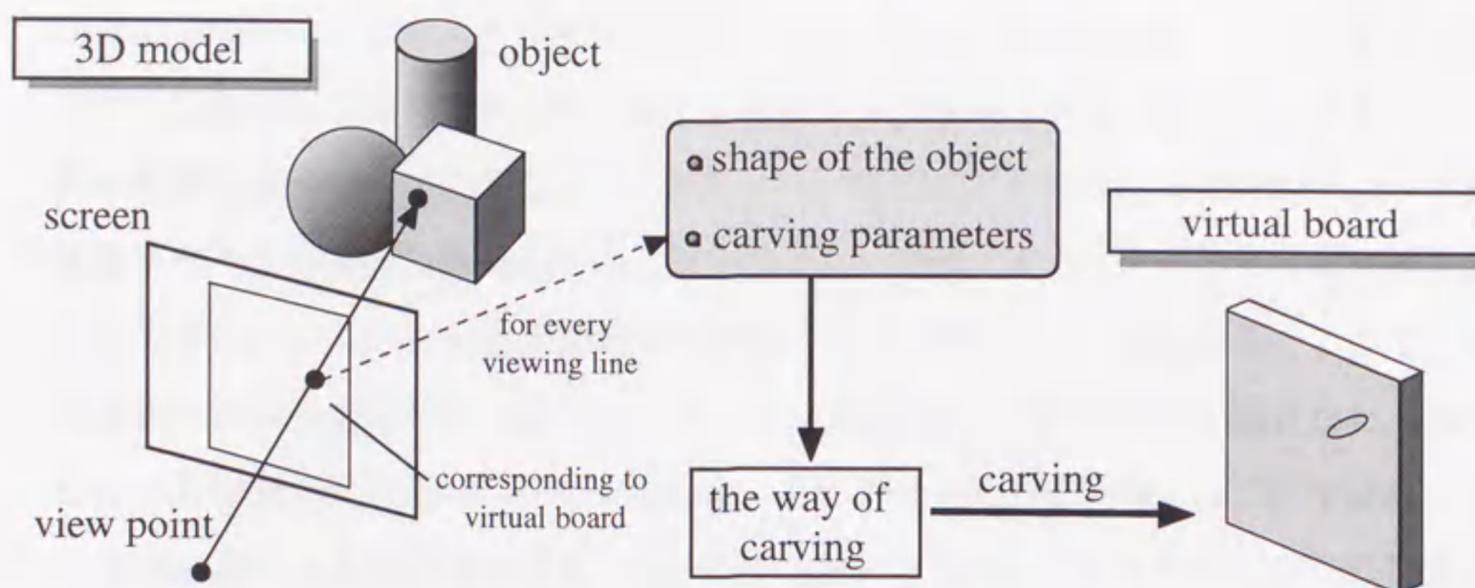 3D model
object
screen
shape of the object
carving parameters
virtual board
for every
viewing line
corresponding to
virtual board
view point
the way of
carving
carving